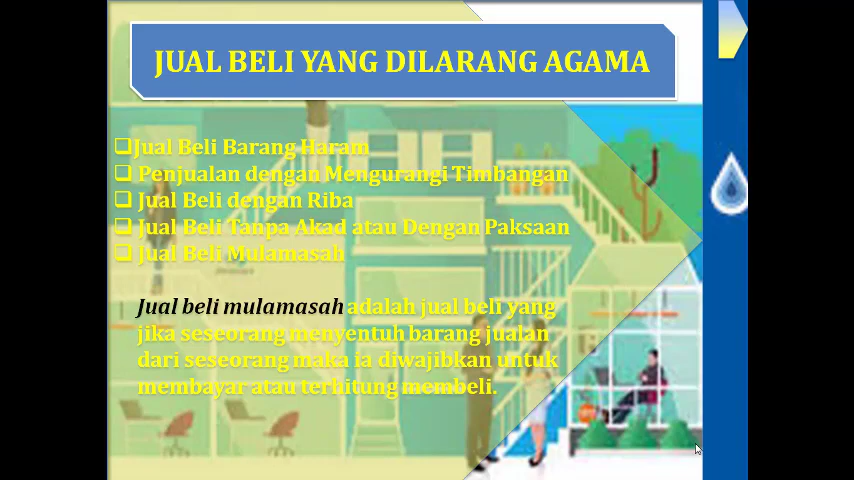 JUAL BELI YANG DILARANG AGAMA
Jual Beli Barang Haram
Penjualan dengan Mengurangi Timbangan
Jual Beli dengan Riba
Jual Beli Tanpa Akad atau Dengan Paksaan
Jual Beli Mulamasah
Jual beli mulamasah adalah jual beli yang
jika seseorang menyentuh barang jualan
dari seseorang maka ia diwajibkan untuk
membayar atau terhitung membeli.